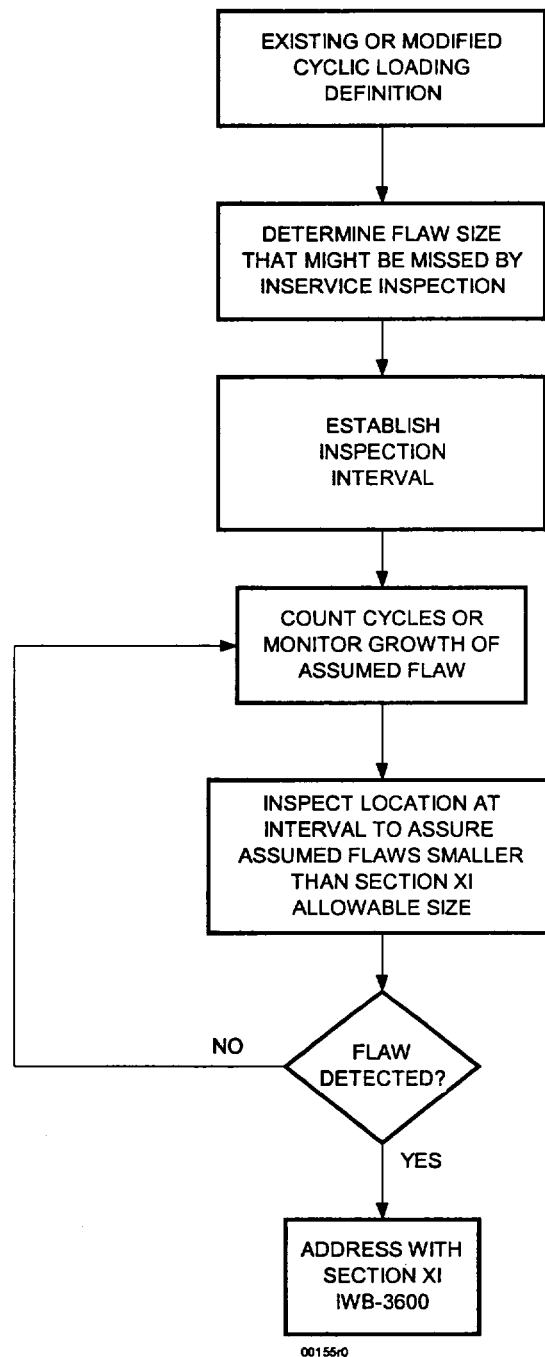 EXISTING OR MODIFIED
CYCLIC LOADING
DEFINITION
DETERMINE FLAW SIZE
THAT MIGHT BE MISSED BY
INSERVICE INSPECTION
ESTABLISH
INSPECTION
INTERVAL
COUNT CYCLES OR
MONITOR GROWTH OF
ASSUMED FLAW
INSPECT LOCATION AT
INTERVAL TO ASSURE
ASSUMED FLAWS SMALLER
THAN SECTION XI
ALLOWABLE SIZE
NO
FLAW
DETECTED?
YES
ADDRESS WITH
SECTION XI
IWB-3600
00155r0